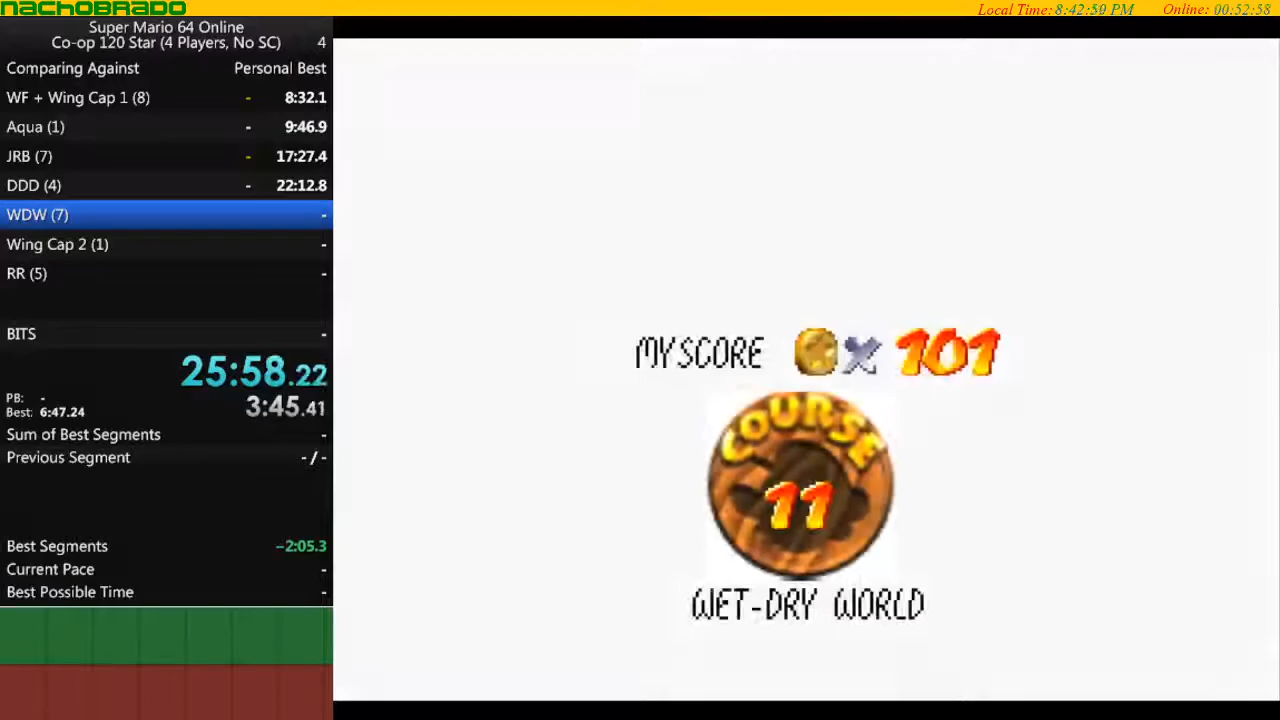 NACHOBRADO
Local Time: 8:42:59 PM Online: 00:52:58
Super Mario 64 Online
Co-op 120 Star (4 Players, No SC) 4
Comparing Against Personal Best
WF + Wing Cap 1 (8) - 8:32.1
Aqua (1) - 9:46.9
JRB (7) - 17:27.4
DDD (4) - 22:12.8
WDW (7) -
Wing Cap 2 (1) -
RR (5) -
BITS -
25:58.22
PB: -
Best: 6:47.24 3:45.41
Sum of Best Segments -
Previous Segment - / -
Best Segments −2:05.3
Current Pace -
Best Possible Time -
MYSCORE × 101
COURSE
11
WET-DRY WORLD